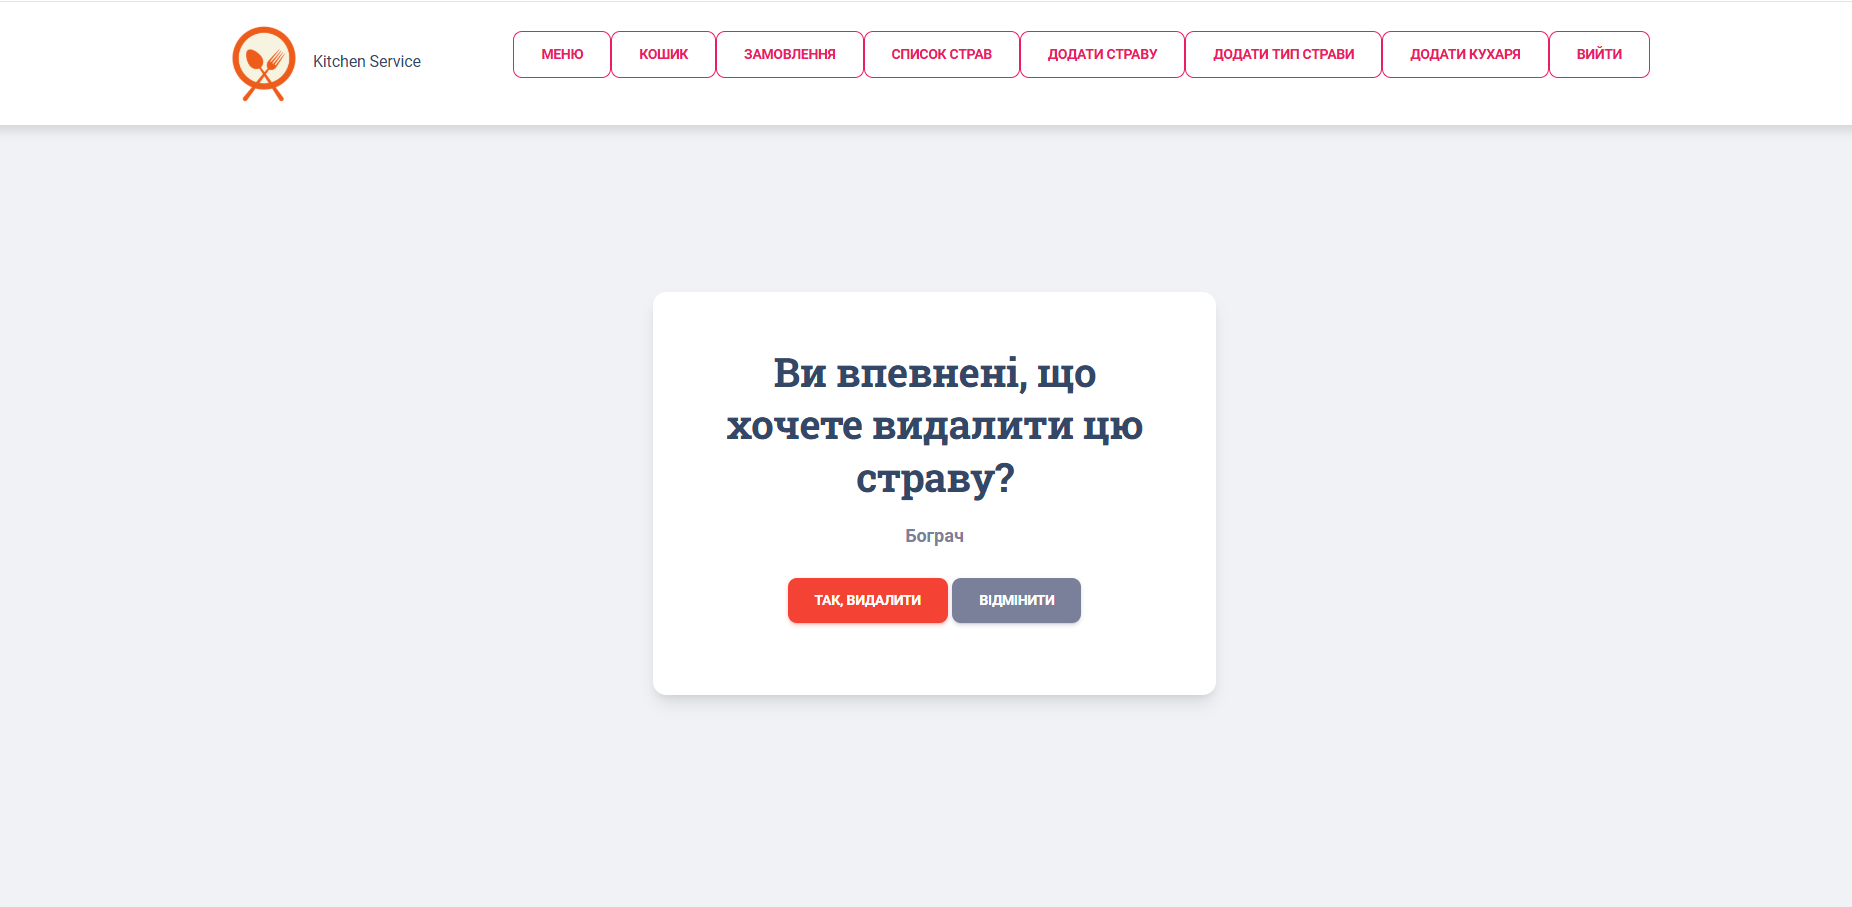 Kitchen Service
МЕНЮ
КОШИК
ЗАМОВЛЕННЯ
СПИСОК СТРАВ
ДОДАТИ СТРАВУ
ДОДАТИ ТИП СТРАВИ
ДОДАТИ КУХАРЯ
ВИЙТИ
Ви впевнені, що
хочете видалити цю
страву?
Бограч
ТАК, ВИДАЛИТИ
ВІДМІНИТИ